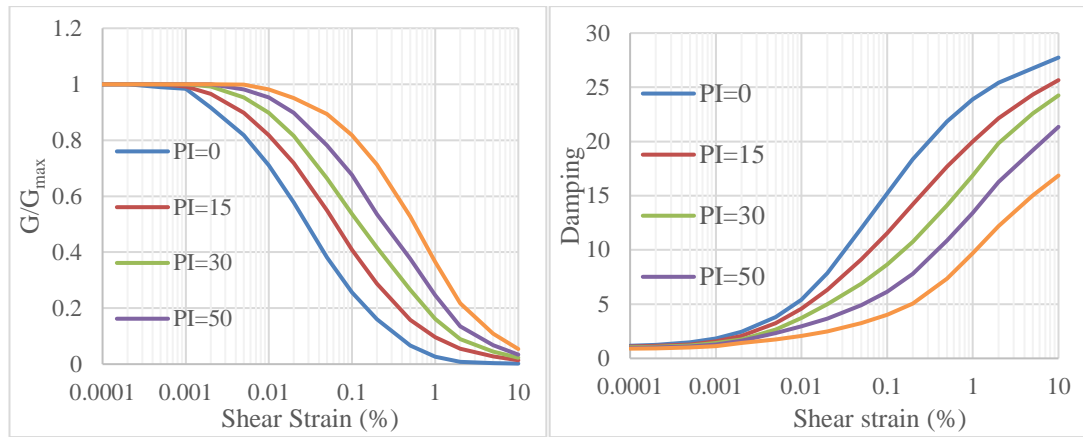 1.2
1
0.8
0.6
0.4
0.2
0
G/Gmax
PI=0
PI=15
PI=30
PI=50
0.0001 0.001 0.01 0.1 1 10
Shear Strain (%)
30
25
20
15
10
5
0
Damping
PI=0
PI=15
PI=30
PI=50
0.0001 0.001 0.01 0.1 1 10
Shear strain (%)